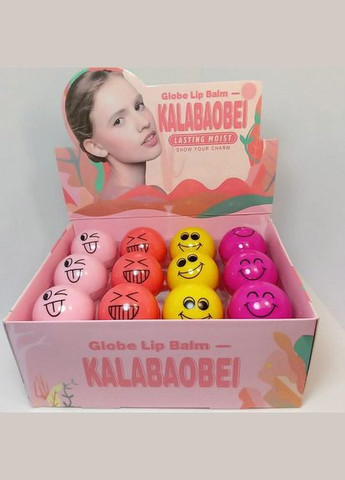 Globe Lip Balm —
KALABAOBEI
LASTING MOIST
SHOW YOUR CHARM
Globe Lip Balm —
KALABAOBEI